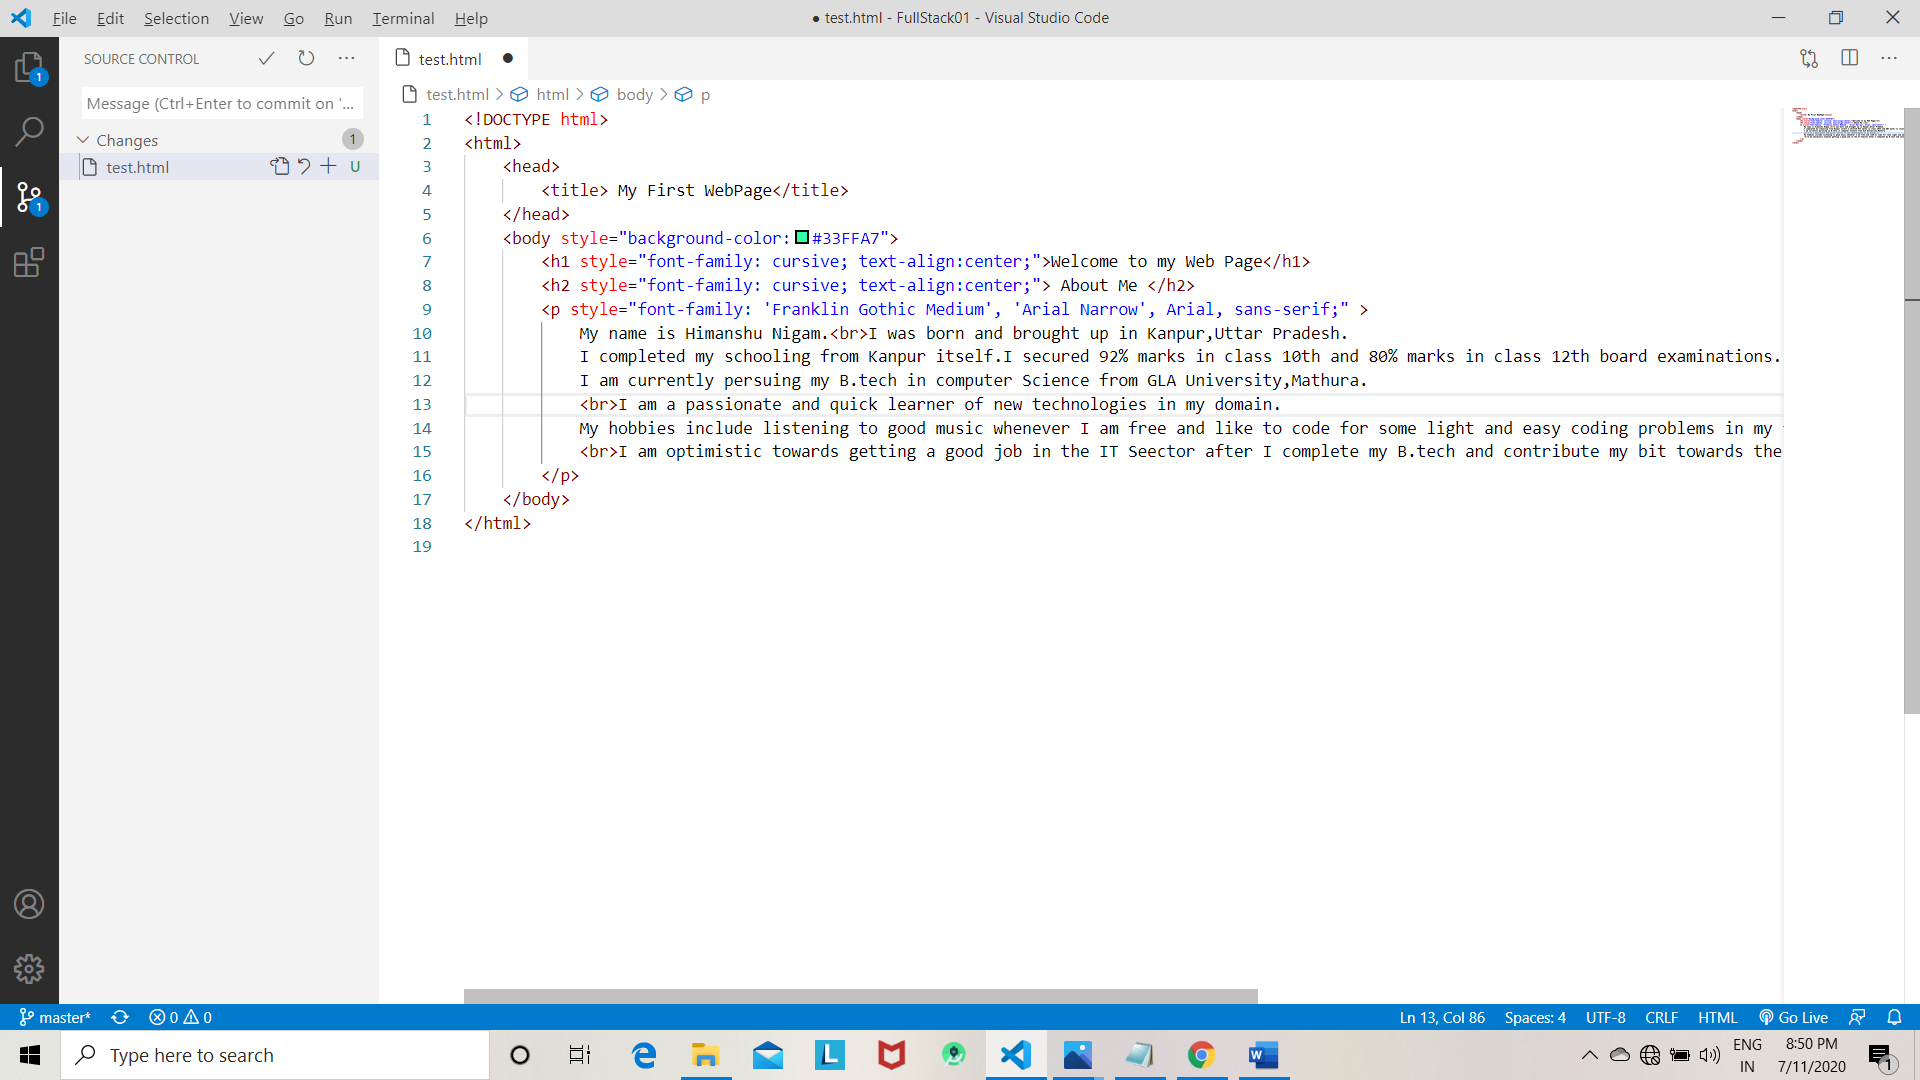 File Edit Selection View Go Run Terminal Help
● test.html - FullStack01 - Visual Studio Code
SOURCE CONTROL
test.html
Message (Ctrl+Enter to commit on '...
test.html > html > body > p
Changes 1
test.html U
1 <!DOCTYPE html>
2 <html>
3 <head>
4 <title> My First WebPage</title>
5 </head>
6 <body style="background-color: #33FFA7">
7 <h1 style="font-family: cursive; text-align:center;">Welcome to my Web Page</h1>
8 <h2 style="font-family: cursive; text-align:center;"> About Me </h2>
9 <p style="font-family: 'Franklin Gothic Medium', 'Arial Narrow', Arial, sans-serif;" >
10 My name is Himanshu Nigam.<br>I was born and brought up in Kanpur,Uttar Pradesh.
11 I completed my schooling from Kanpur itself.I secured 92% marks in class 10th and 80% marks in class 12th board examinations.
12 I am currently persuing my B.tech in computer Science from GLA University,Mathura.
13 <br>I am a passionate and quick learner of new technologies in my domain.
14 My hobbies include listening to good music whenever I am free and like to code for some light and easy coding problems in my
15 <br>I am optimistic towards getting a good job in the IT Seector after I complete my B.tech and contribute my bit towards the
16 </p>
17 </body>
18 </html>
19
1
1
master* 0 0
Ln 13, Col 86 Spaces: 4 UTF-8 CRLF HTML Go Live
Type here to search
L
W
ENG
IN
8:50 PM
7/11/2020
1